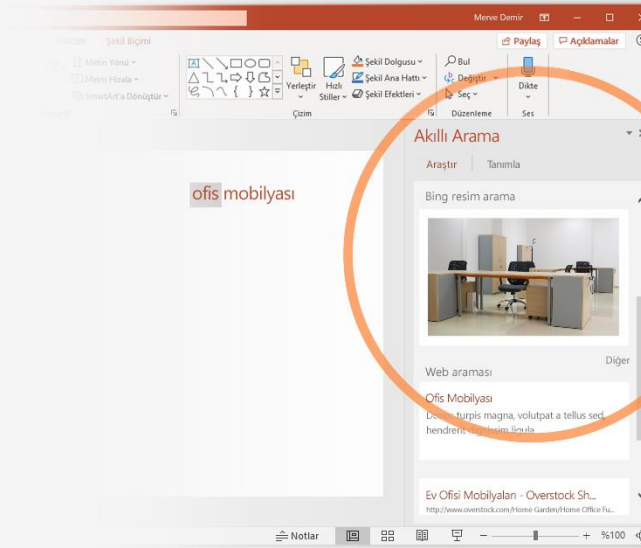 Merve Demir
Şekil Biçimi
Paylaş
Açıklamalar
Metin Yönü
Metni Hizala
SmartArt'a Dönüştür
Yerleştir
Hızlı Stiller
Şekil Dolgusu
Şekil Ana Hattı
Şekil Efektleri
Çizim
Bul
Değiştir
Seç
Düzenleme
Dikte
Ses
ofis mobilyası
Akıllı Arama
Araştır
Tanımla
Bing resim arama
Diğer
Web araması
Ofis Mobilyası
Donec turpis magna, volutpat a tellus sed,
hendrerit dignissim ligula
Ev Ofisi Mobilyaları - Overstock Sh...
http://www.overstock.com/Home Garden/Home Office Fu...
Notlar
%100